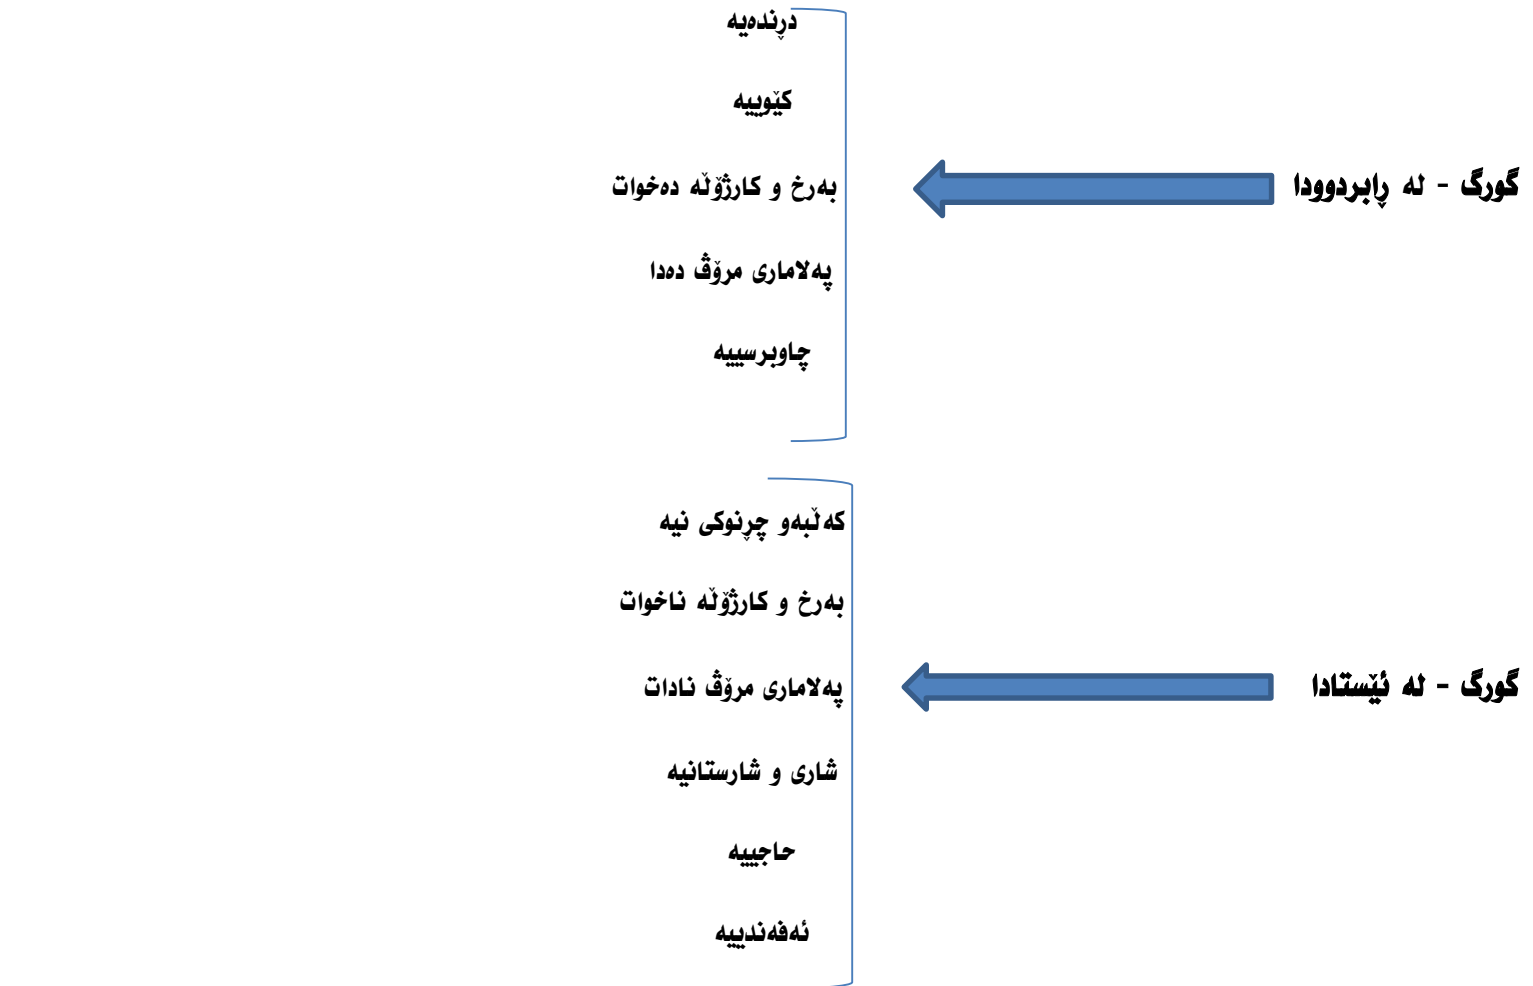 گورگ - لە ڕابردوودا
دڕندەیە
کێوییە
بەرخ و کارژۆڵە دەخوات
پەلاماری مرۆڤ دەدا
چاوبرسییە
گورگ - لە ئێستادا
کەڵبەو چڕنوکی نیە
بەرخ و کارژۆڵە ناخوات
پەلاماری مرۆڤ نادات
شاری و شارستانیە
حاجییە
ئەفەندییە